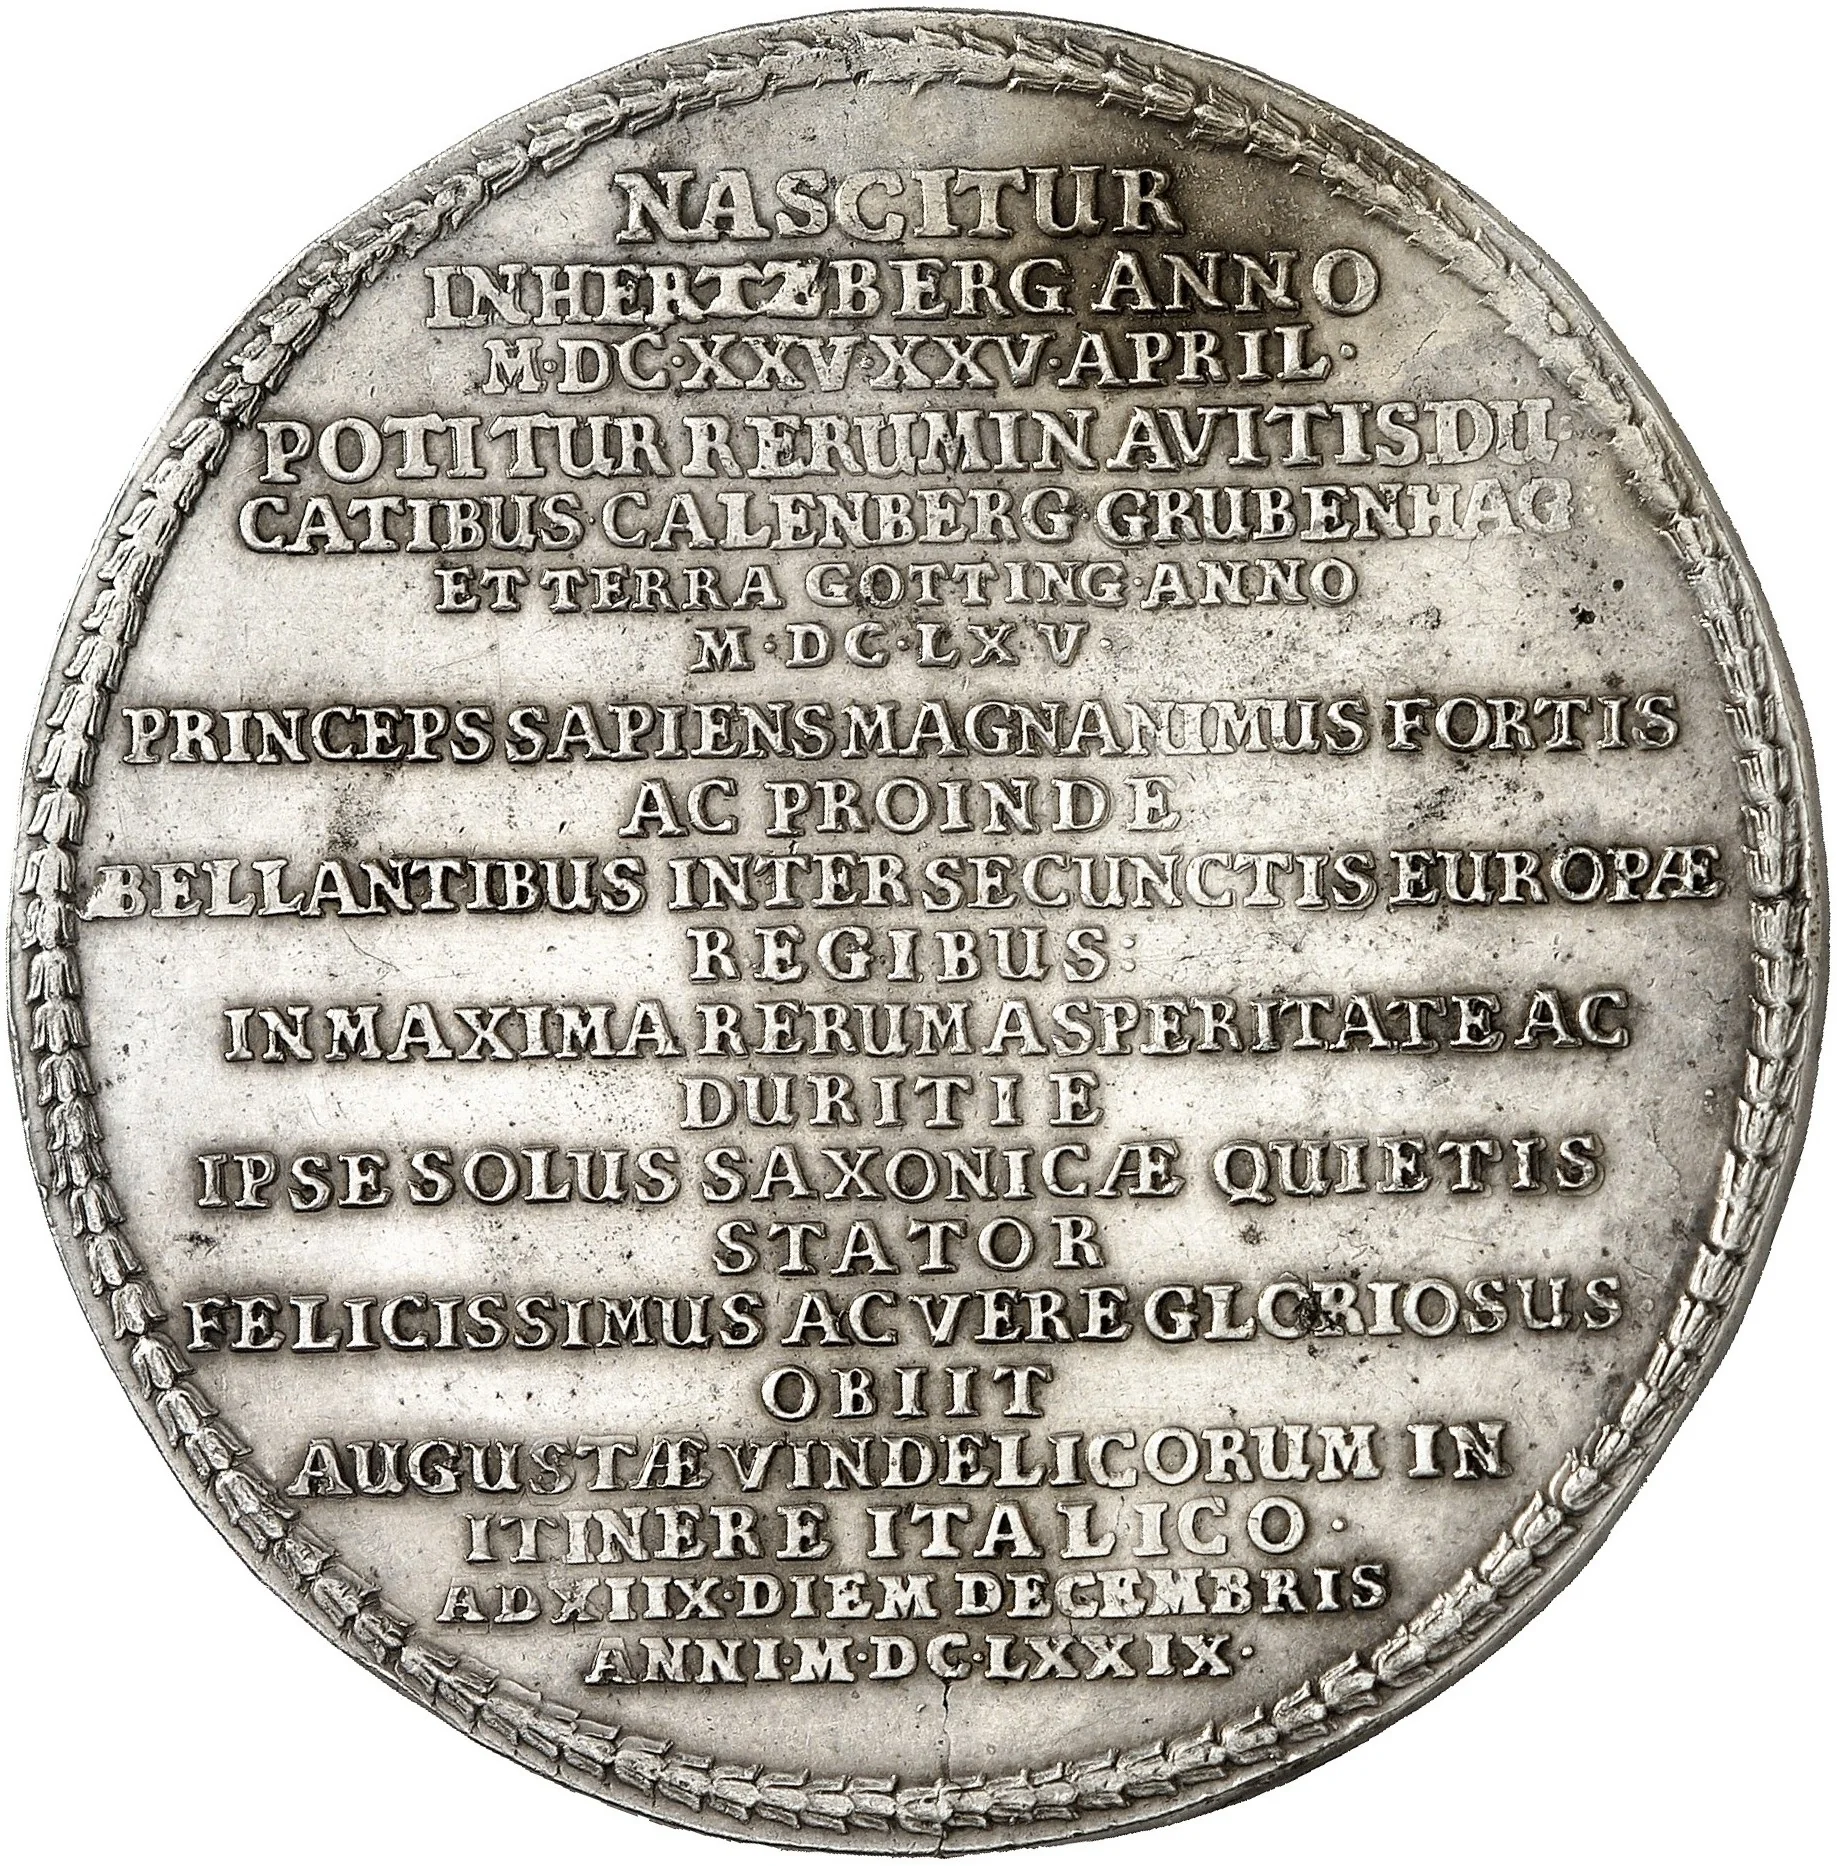 NASCITUR
IN HERTZBERG ANNO
M·DC·XXV·XXV·APRIL·
POTITUR RERUM IN AVITIS DU:
CATIBUS·CALENBERG·GRUBENHAG:
ET TERRA GOTTING·ANNO
M·DC·LXV·
PRINCEPS SAPIENS MAGNANIMUS FORTIS
AC PROINDE
BELLANTIBUS INTER SE CUNCTIS EUROPÆ
REGIBUS:
IN MAXIMA RERUM ASPERITATE AC
DURITIE
IPSE SOLUS SAXONICÆ QUIETIS
STATOR
FELICISSIMUS AC VERE GLORIOSUS·
OBIIT
AUGUSTÆ VINDELICORUM IN
ITINERE ITALICO·
AD XIIX·DIEM DECEMBRIS
ANNI·M·DC·LXXIX·